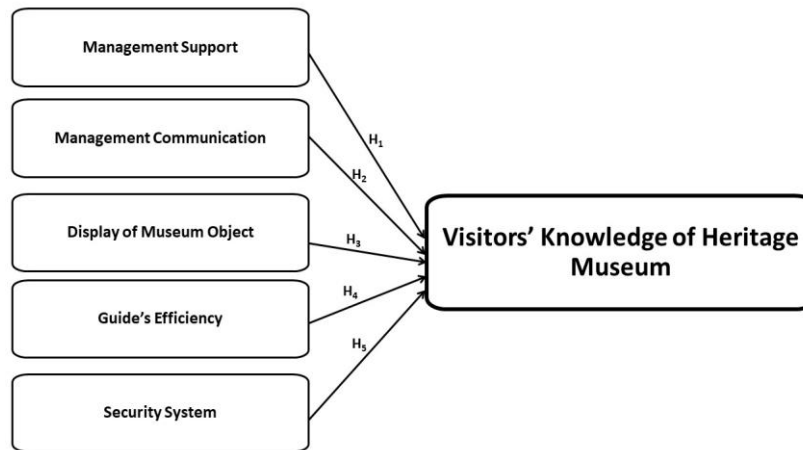 Management Support
Management Communication
Display of Museum Object
Guide's Efficiency
Security System
H₁
H₂
H₃
H₄
H₅
Visitors' Knowledge of Heritage
Museum